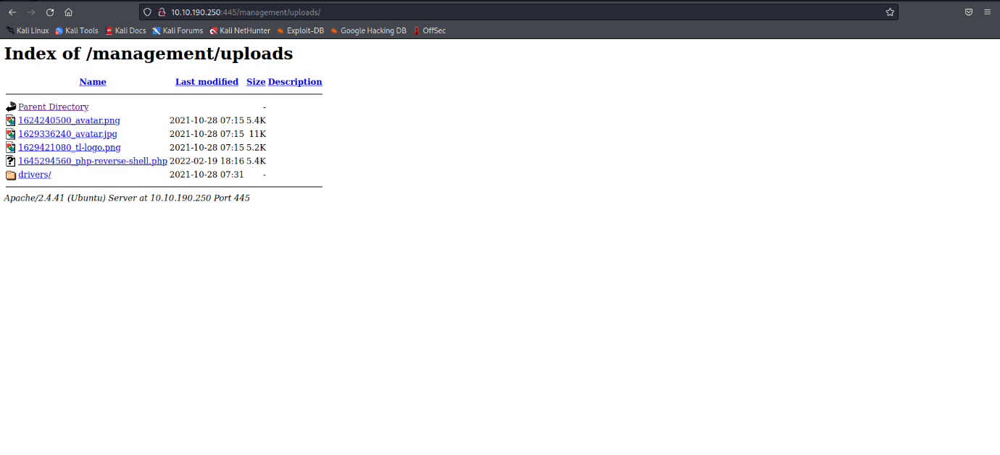 10.10.190.250:445/management/uploads/
Kali Linux Kali Tools Kali Docs Kali Forums Kali NetHunter Exploit-DB Google Hacking DB OffSec
Index of /management/uploads
Name Last modified Size Description
Parent Directory -
1624240500_avatar.png 2021-10-28 07:15 5.4K
1629336240_avatar.jpg 2021-10-28 07:15 11K
1629421080_tl-logo.png 2021-10-28 07:15 5.2K
1645294560_php-reverse-shell.php 2022-02-19 18:16 5.4K
drivers/ 2021-10-28 07:31 -
Apache/2.4.41 (Ubuntu) Server at 10.10.190.250 Port 445